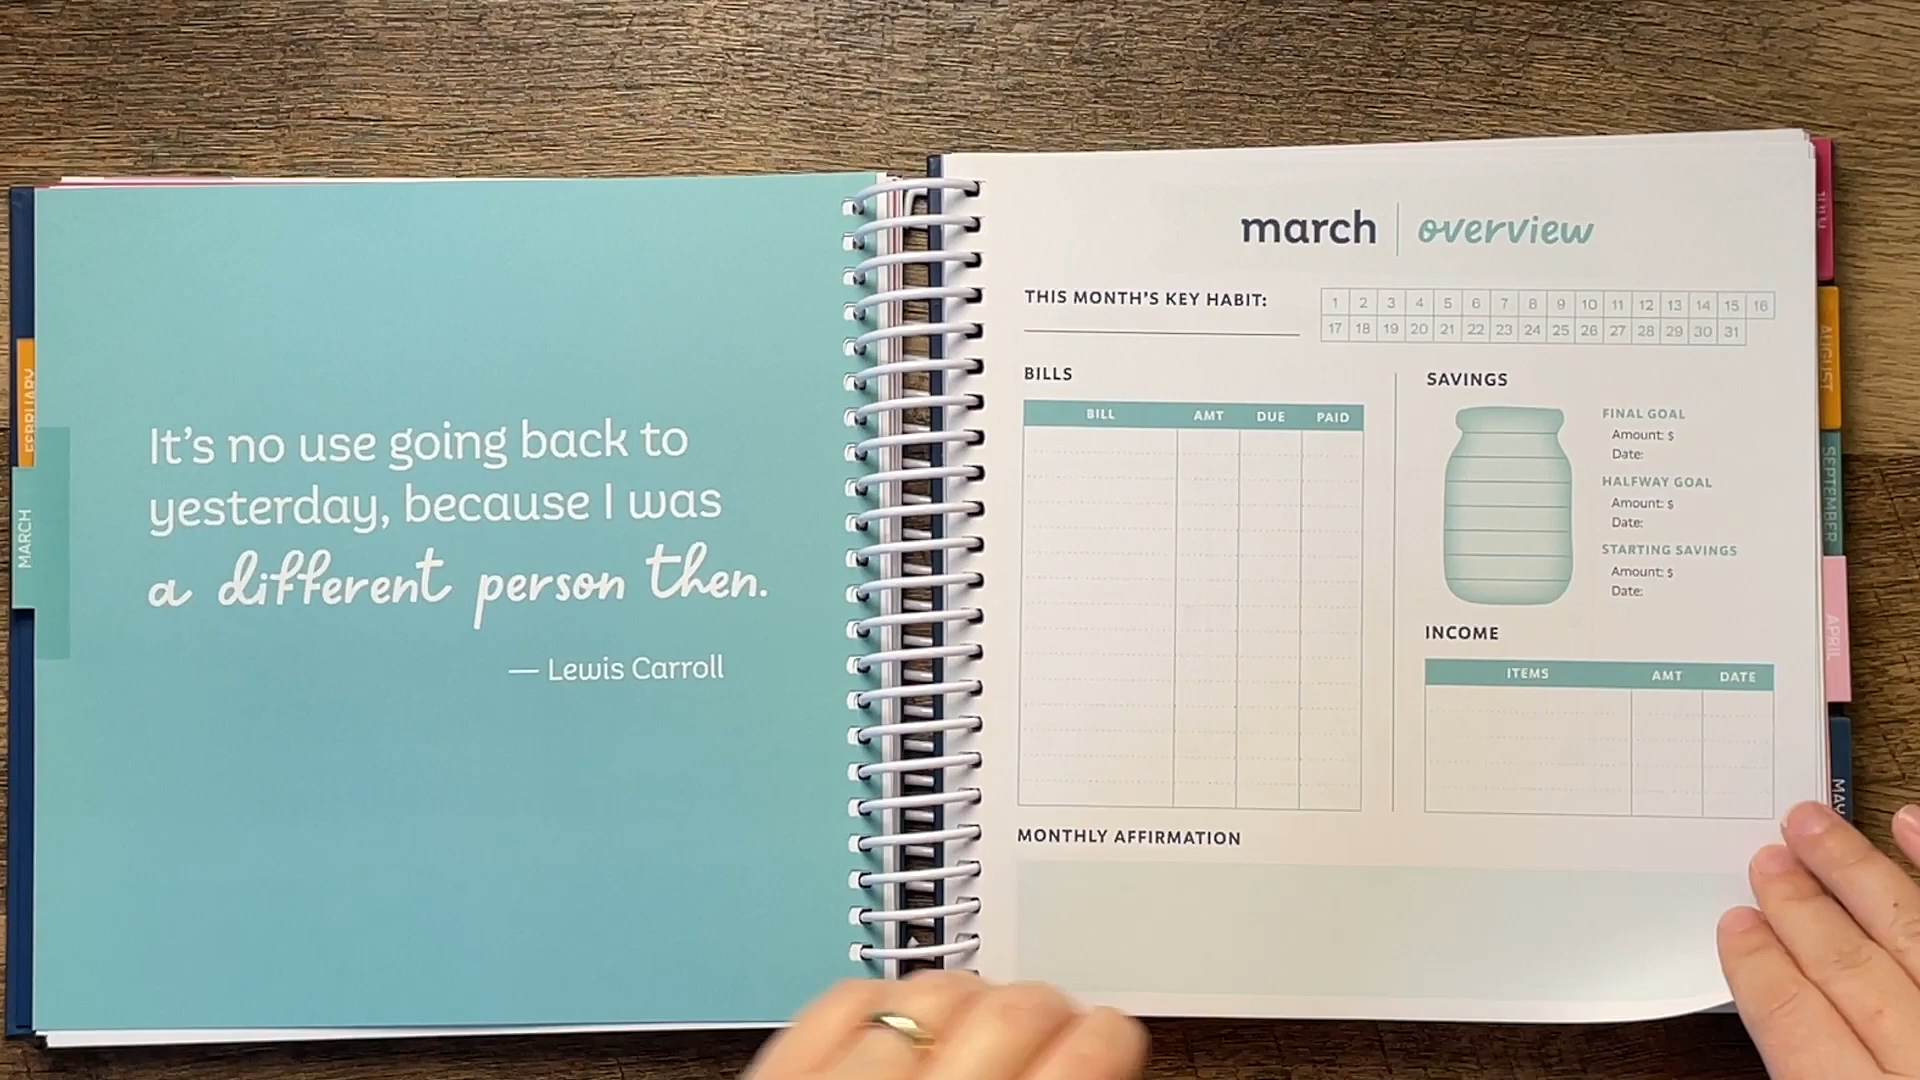 FEBRUARY
MARCH
It's no use going back to
yesterday, because I was
a different person then.
— Lewis Carroll
march | overview
THIS MONTH'S KEY HABIT:
1 2 3 4 5 6 7 8 9 10 11 12 13 14 15 16
17 18 19 20 21 22 23 24 25 26 27 28 29 30 31
BILLS
BILL AMT DUE PAID
SAVINGS
FINAL GOAL
Amount: $
Date:
HALFWAY GOAL
Amount: $
Date:
STARTING SAVINGS
Amount: $
Date:
INCOME
ITEMS AMT DATE
MONTHLY AFFIRMATION
JULY
AUGUST
SEPTEMBER
APRIL
MAY